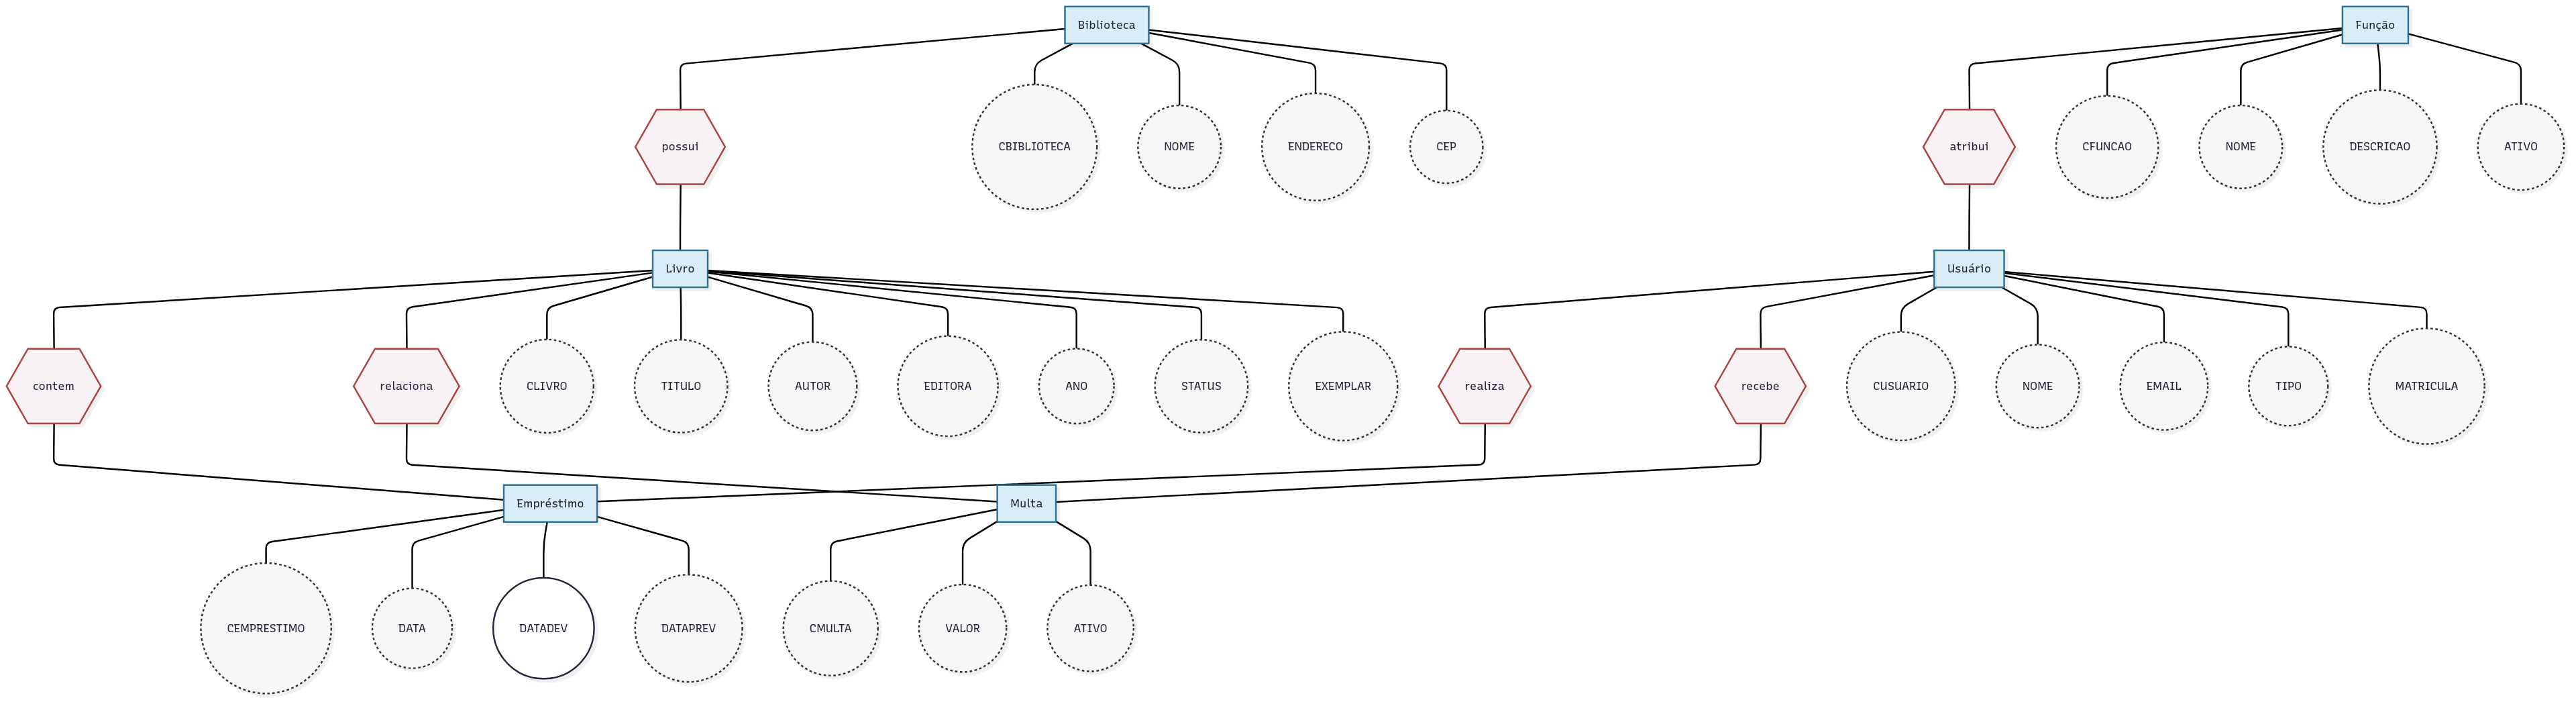 Biblioteca
Função
possui
CBIBLIOTECA
NOME
ENDERECO
CEP
atribui
CFUNCAO
NOME
DESCRICAO
ATIVO
Livro
Usuário
contem
relaciona
CLIVRO
TITULO
AUTOR
EDITORA
ANO
STATUS
EXEMPLAR
realiza
recebe
CUSUARIO
NOME
EMAIL
TIPO
MATRICULA
Empréstimo
Multa
CEMPRESTIMO
DATA
DATADEV
DATAPREV
CMULTA
VALOR
ATIVO